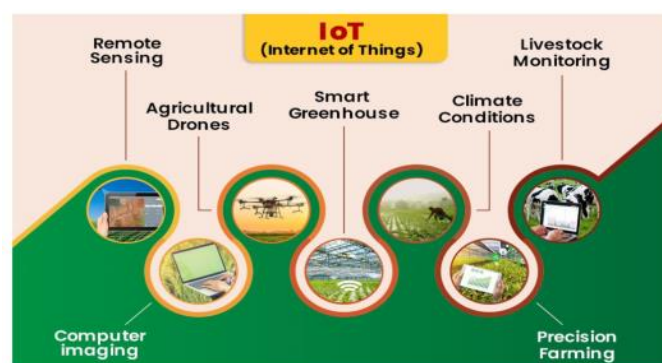 IoT
(Internet of Things)
Remote
Sensing
Agricultural
Drones
Smart
Greenhouse
Climate
Conditions
Livestock
Monitoring
Computer
imaging
Precision
Farming